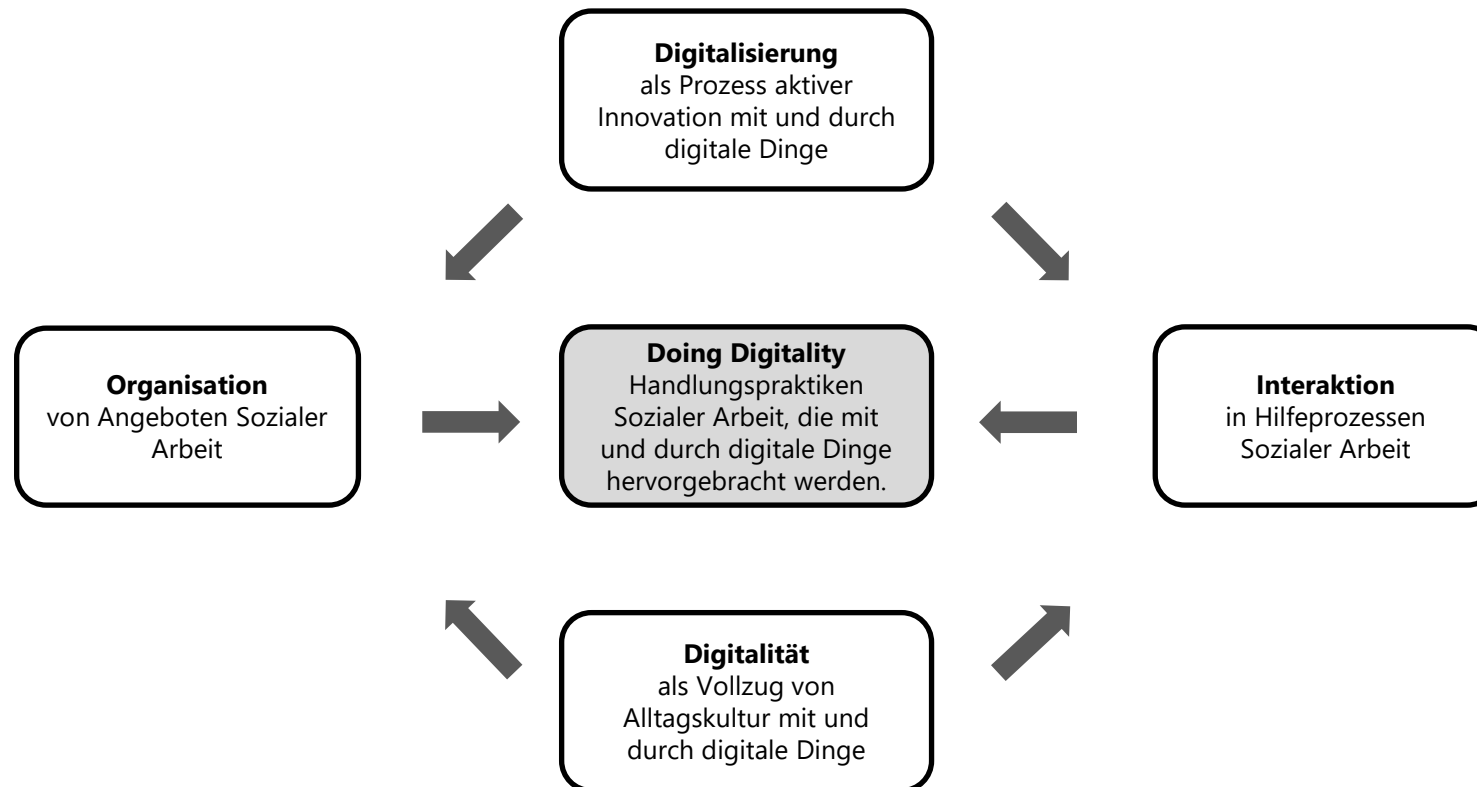 Digitalisierung
als Prozess aktiver
Innovation mit und durch
digitale Dinge
Organisation
von Angeboten Sozialer
Arbeit
Doing Digitality
Handlungspraktiken
Sozialer Arbeit, die mit
und durch digitale Dinge
hervorgebracht werden.
Interaktion
in Hilfeprozessen
Sozialer Arbeit
Digitalität
als Vollzug von
Alltagskultur mit und
durch digitale Dinge